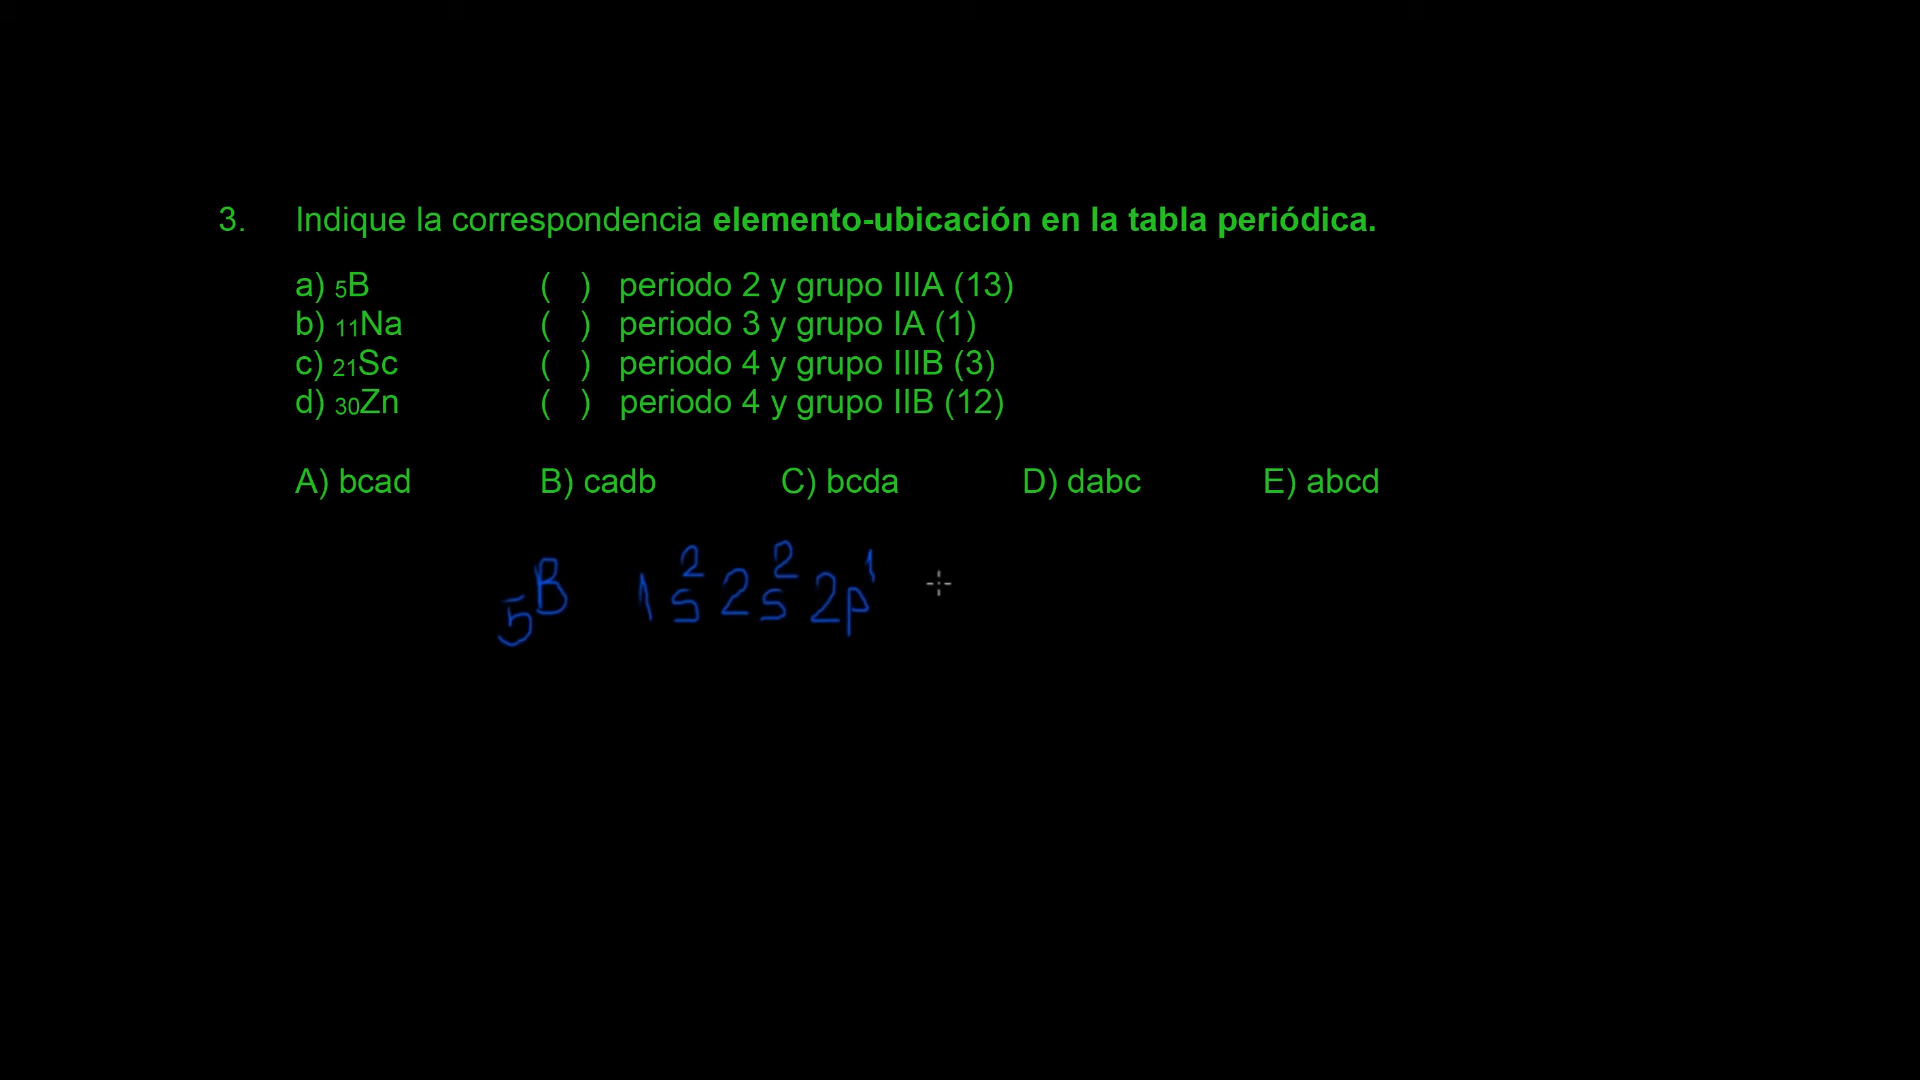 3. Indique la correspondencia elemento-ubicación en la tabla periódica.
a) ₅B ( ) periodo 2 y grupo IIIA (13)
b) ₁₁Na ( ) periodo 3 y grupo IA (1)
c) ₂₁Sc ( ) periodo 4 y grupo IIIB (3)
d) ₃₀Zn ( ) periodo 4 y grupo IIB (12)
A) bcad B) cadb C) bcda D) dabc E) abcd
₅B 1s² 2s² 2p¹